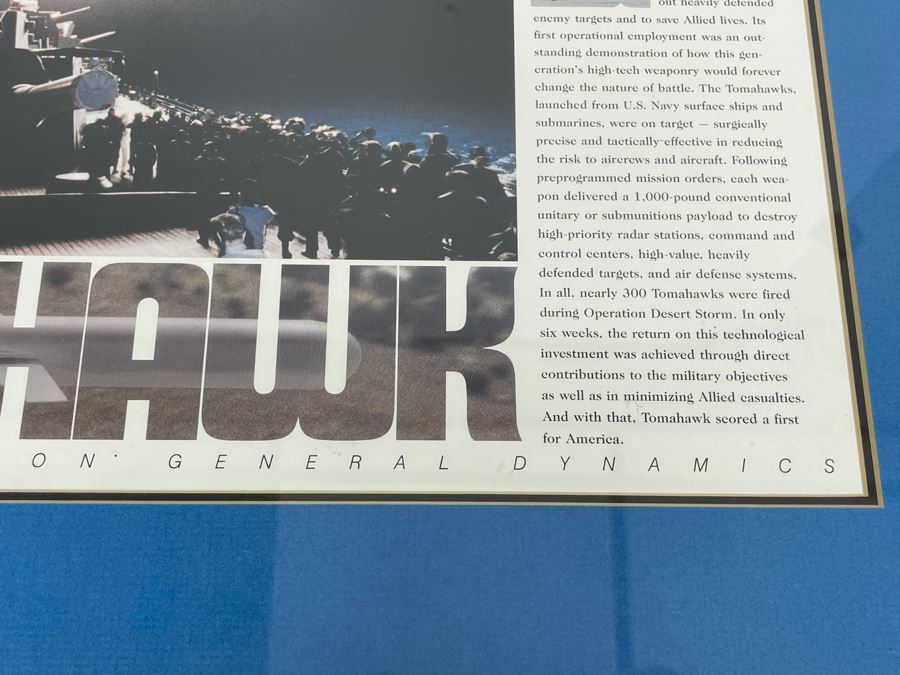 out heavily defended
enemy targets and to save Allied lives. Its
first operational employment was an out-
standing demonstration of how this gen-
eration's high-tech weaponry would forever
change the nature of battle. The Tomahawks,
launched from U.S. Navy surface ships and
submarines, were on target — surgically
precise and tactically effective in reducing
the risk to aircrews and aircraft. Following
preprogrammed mission orders, each wea-
pon delivered a 1,000-pound conventional
unitary or submunitions payload to destroy
high-priority radar stations, command and
control centers, high-value, heavily
defended targets, and air defense systems.
In all, nearly 300 Tomahawks were fired
during Operation Desert Storm. In only
six weeks, the return on this technological
investment was achieved through direct
contributions to the military objectives
as well as in minimizing Allied casualties.
And with that, Tomahawk scored a first
for America.
HAWK
ON GENERAL DYNAMICS